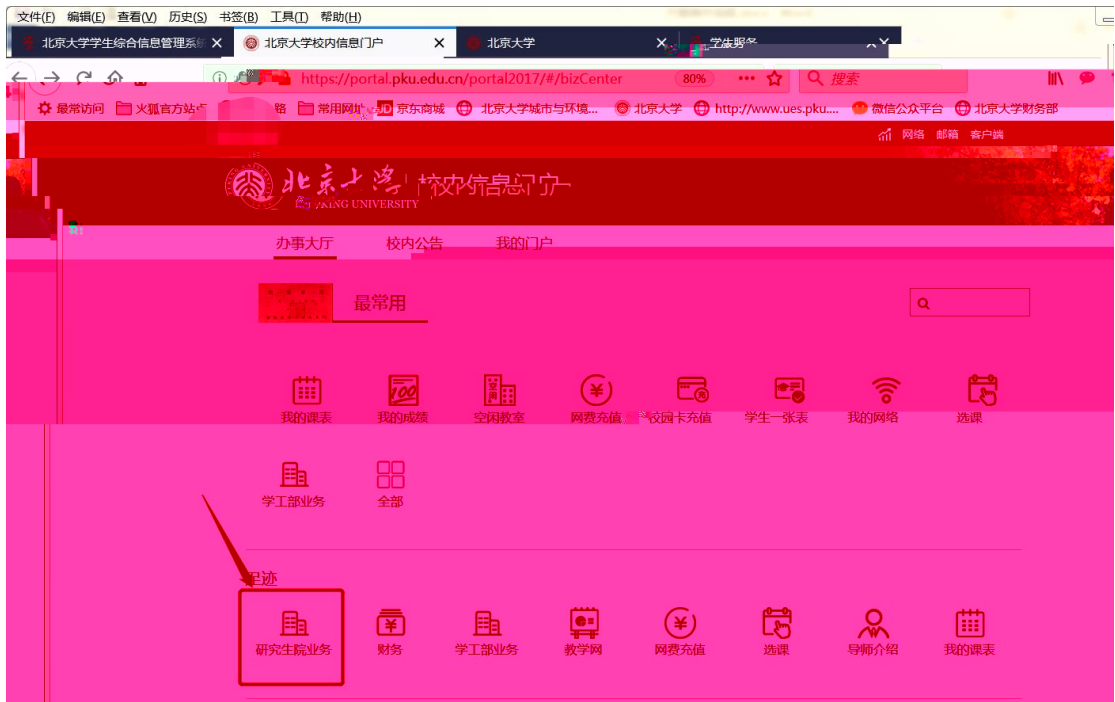 文件(F) 编辑(E) 查看(V) 历史(S) 书签(B) 工具(T) 帮助(H)
北京大学学生综合信息管理系统 × 北京大学校内信息门户 × 北京大学 ×
https://portal.pku.edu.cn/portal2017/#/bizCenter 80% ••• 搜索
最常访问 火狐官方站点 常用网址 JD 京东商城 北京大学城市与环境... 北京大学 http://www.ues.pku.... 微信公众平台 北京大学财务部
网络 邮箱 客户端
北京大学 校内信息门户
PEKING UNIVERSITY
办事大厅 校内公告 我的门户
最常用
我的课表 我的成绩 空闲教室 网费充值 校园卡充值 学生一张表 我的网络 选课
学工部业务 全部
足迹
研究生院业务 财务 学工部业务 教学网 网费充值 选课 导师介绍 我的课表